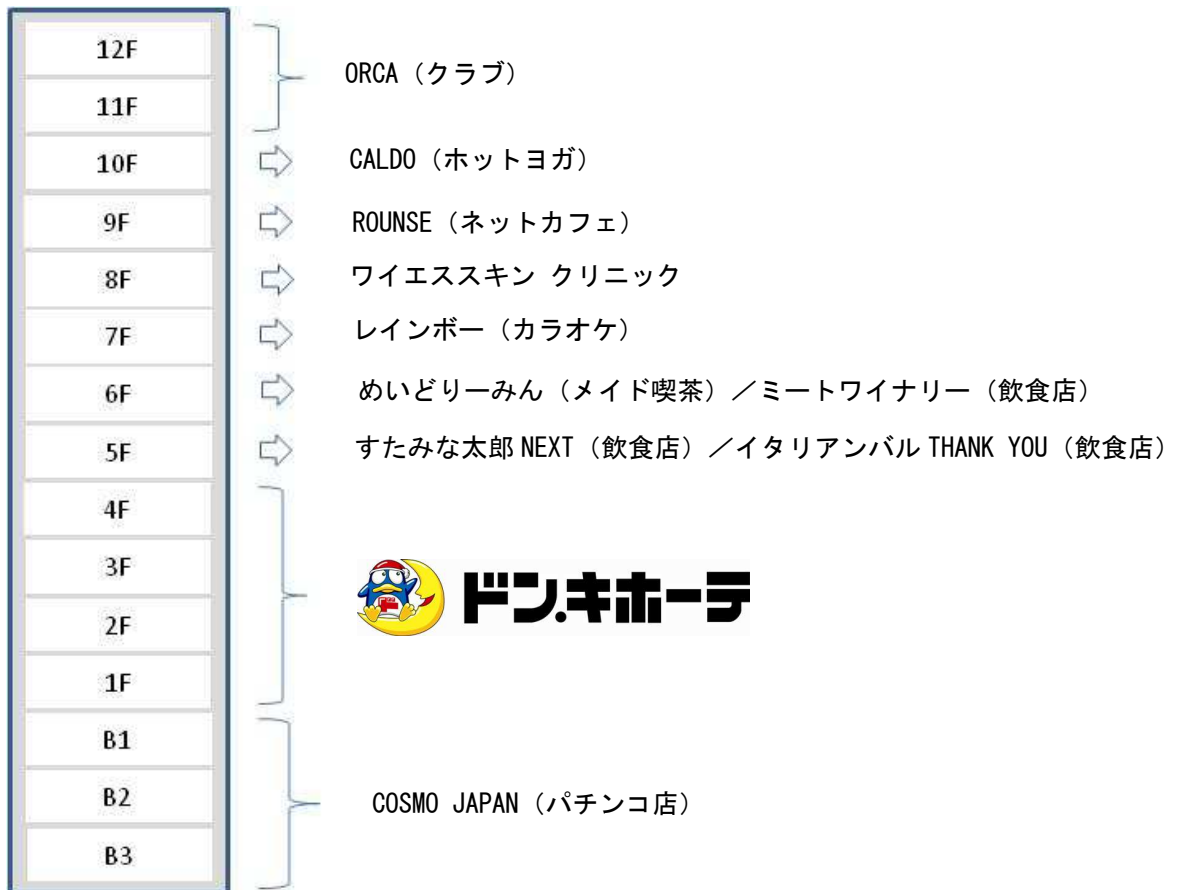 12F
11F
ORCA（クラブ）
10F
CALDO（ホットヨガ）
9F
ROUNSE（ネットカフェ）
8F
ワイエススキン クリニック
7F
レインボー（カラオケ）
6F
めいどりーみん（メイド喫茶）／ミートワイナリー（飲食店）
5F
すたみな太郎 NEXT（飲食店）／イタリアンバル THANK YOU（飲食店）
4F
3F
2F
1F
ド
ドン.キホーテ
B1
B2
B3
COSMO JAPAN（パチンコ店）